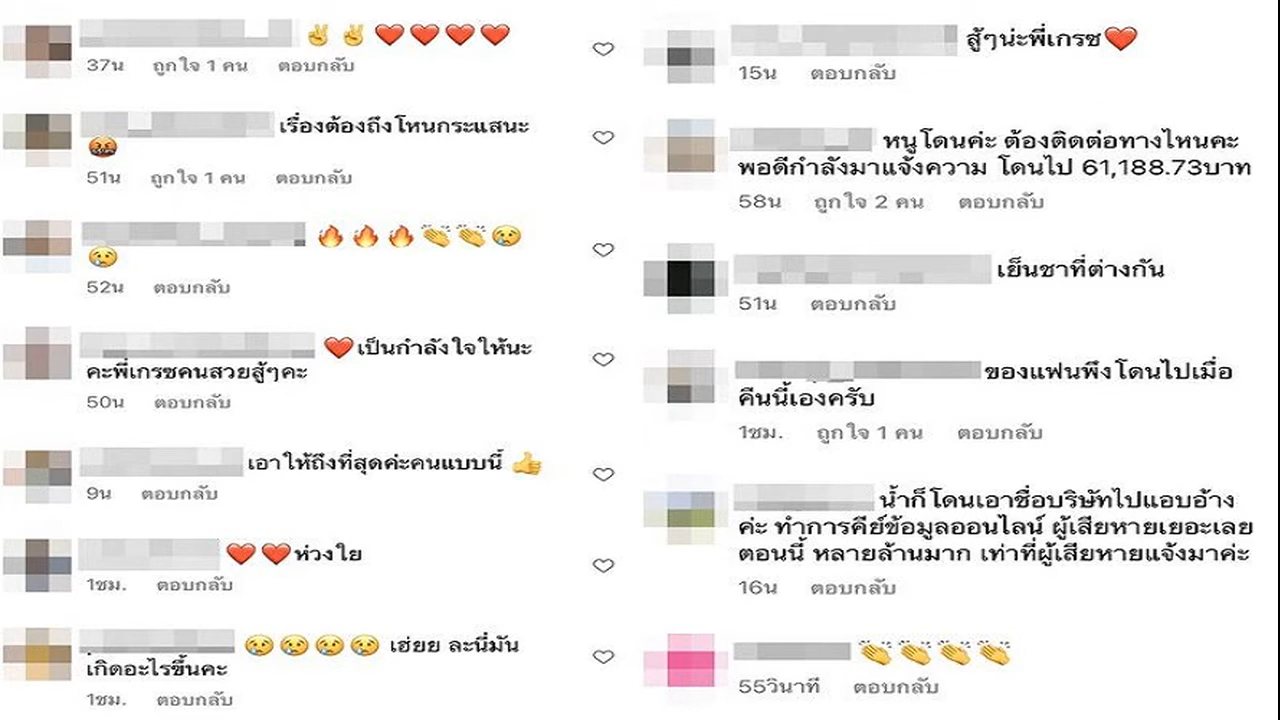 ✌️ ✌️ ❤️ ❤️ ❤️ ❤️
37น ถูกใจ 1 คน ตอบกลับ
เรื่องต้องถึงโหนกระแสนะ
🤬
51น ถูกใจ 1 คน ตอบกลับ
🔥 🔥 🔥 👏 👏 😢
😢
52น ตอบกลับ
❤️เป็นกำลังใจให้นะ
คะพี่เกรซคนสวยสู้ๆคะ
50น ตอบกลับ
เอาให้ถึงที่สุดค่ะคนแบบนี้ 👍
9น ตอบกลับ
❤️ ❤️ห่วงใย
1ชม. ตอบกลับ
😢 😢 😢 😢 เฮ่ยย ละนี่มัน
เกิดอะไรขึ้นคะ
1ชม. ตอบกลับ
สู้ๆน่ะพี่เกรซ❤️
15น ตอบกลับ
หนูโดนค่ะ ต้องติดต่อทางไหนคะ
พอดีกำลังมาแจ้งความ โดนไป 61,188.73บาท
58น ถูกใจ 2 คน ตอบกลับ
เย็นชาที่ต่างกัน
51น ตอบกลับ
ของแฟนพึงโดนไปเมื่อ
คืนนี้เองครับ
1ชม. ถูกใจ 1 คน ตอบกลับ
น้ำก็โดนเอาชื่อบริษัทไปแอบอ้าง
ค่ะ ทำการคีย์ข้อมูลออนไลน์ ผู้เสียหายเยอะเลย
ตอนนี้ หลายล้านมาก เท่าที่ผู้เสียหายแจ้งมาค่ะ
16น ตอบกลับ
👏 👏 👏 👏
55วินาที ตอบกลับ